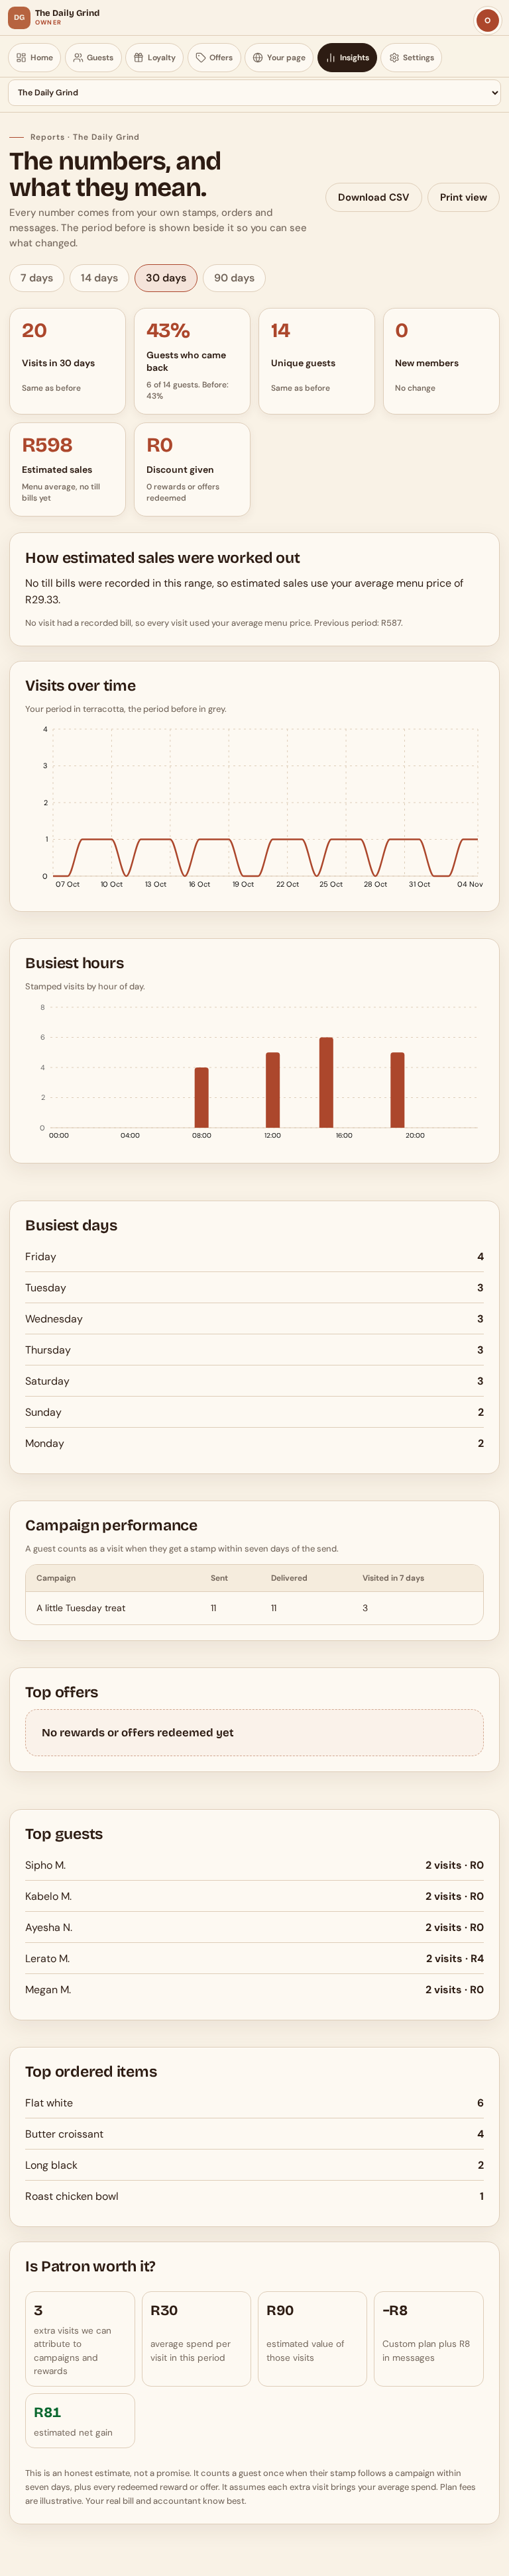 DG
The Daily Grind
OWNER
O
Home
Guests
Loyalty
Offers
Your page
Insights
Settings
The Daily Grind
Reports · The Daily Grind
The numbers, and
what they mean.
Every number comes from your own stamps, orders and
messages. The period before is shown beside it so you can see
what changed.
Download CSV
Print view
7 days
14 days
30 days
90 days
20
Visits in 30 days
Same as before
43%
Guests who came
back
6 of 14 guests. Before:
43%
14
Unique guests
Same as before
0
New members
No change
R598
Estimated sales
Menu average, no till
bills yet
R0
Discount given
0 rewards or offers
redeemed
How estimated sales were worked out
No till bills were recorded in this range, so estimated sales use your average menu price of
R29.33.
No visit had a recorded bill, so every visit used your average menu price. Previous period: R587.
Visits over time
Your period in terracotta, the period before in grey.
4
3
2
1
0
07 Oct
10 Oct
13 Oct
16 Oct
19 Oct
22 Oct
25 Oct
28 Oct
31 Oct
04 Nov
Busiest hours
Stamped visits by hour of day.
8
6
4
2
0
00:00
04:00
08:00
12:00
16:00
20:00
Busiest days
Friday 4
Tuesday 3
Wednesday 3
Thursday 3
Saturday 3
Sunday 2
Monday 2
Campaign performance
A guest counts as a visit when they get a stamp within seven days of the send.
Campaign Sent Delivered Visited in 7 days
A little Tuesday treat 11 11 3
Top offers
No rewards or offers redeemed yet
Top guests
Sipho M. 2 visits · R0
Kabelo M. 2 visits · R0
Ayesha N. 2 visits · R0
Lerato M. 2 visits · R4
Megan M. 2 visits · R0
Top ordered items
Flat white 6
Butter croissant 4
Long black 2
Roast chicken bowl 1
Is Patron worth it?
3
extra visits we can
attribute to
campaigns and
rewards
R30
average spend per
visit in this period
R90
estimated value of
those visits
−R8
Custom plan plus R8
in messages
R81
estimated net gain
This is an honest estimate, not a promise. It counts a guest once when their stamp follows a campaign within
seven days, plus every redeemed reward or offer. It assumes each extra visit brings your average spend. Plan fees
are illustrative. Your real bill and accountant know best.